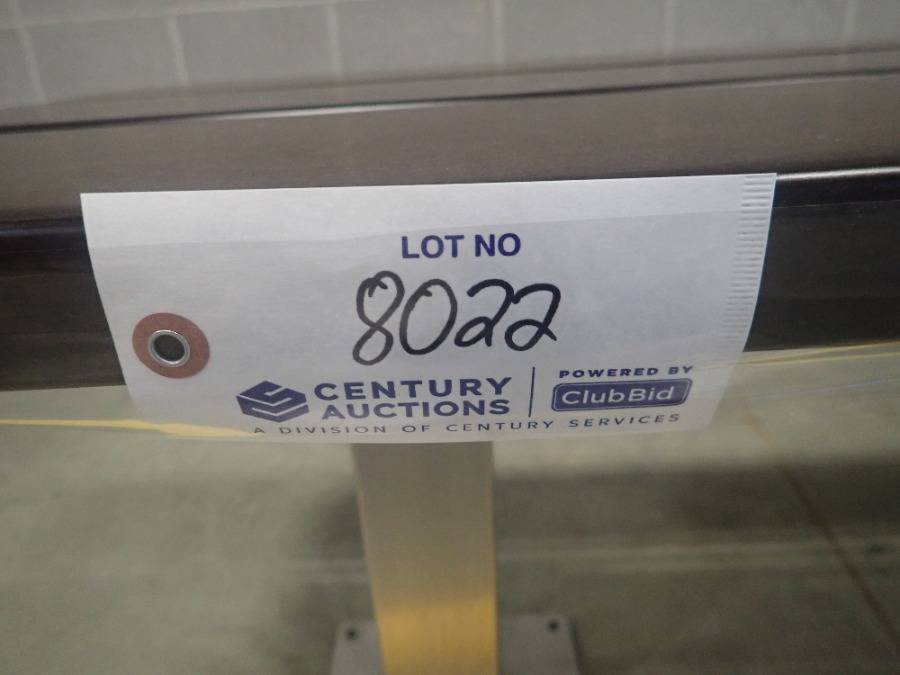 LOT NO
8022
CENTURY AUCTIONS
POWERED BY
ClubBid
A DIVISION OF CENTURY SERVICES